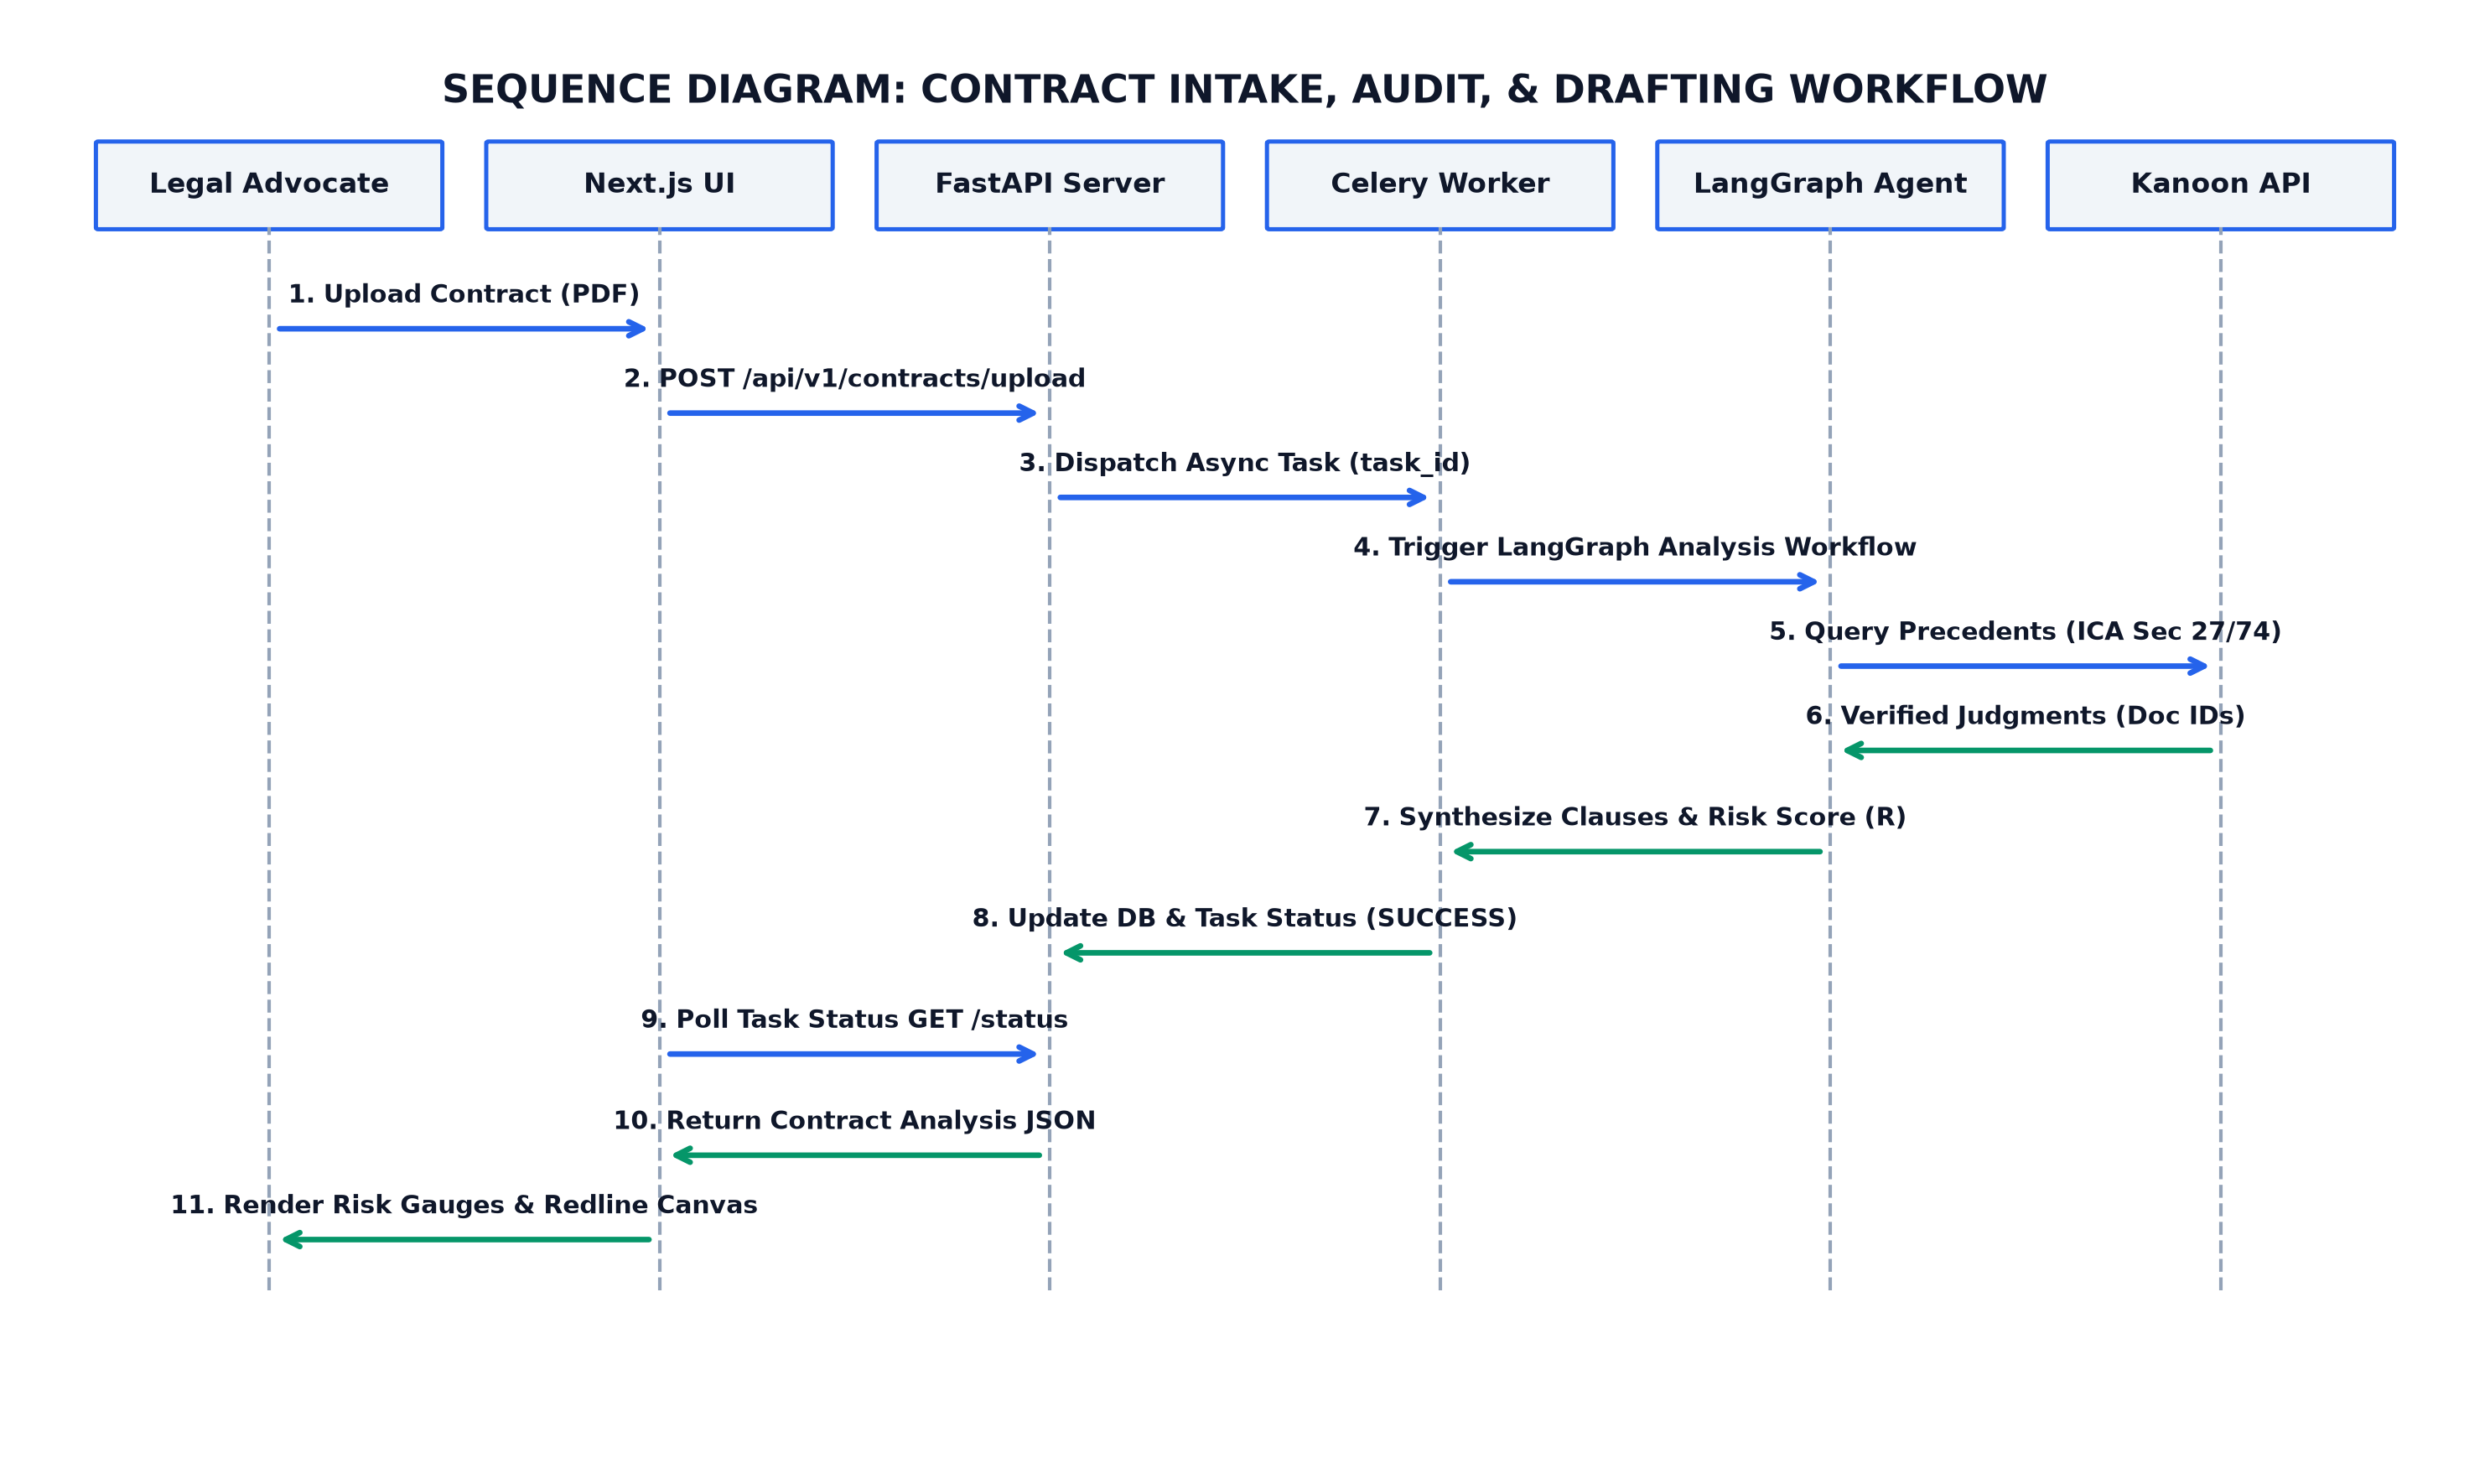 SEQUENCE DIAGRAM: CONTRACT INTAKE, AUDIT, & DRAFTING WORKFLOW
Legal Advocate
Next.js UI
FastAPI Server
Celery Worker
LangGraph Agent
Kanoon API
1. Upload Contract (PDF)
2. POST /api/v1/contracts/upload
3. Dispatch Async Task (task_id)
4. Trigger LangGraph Analysis Workflow
5. Query Precedents (ICA Sec 27/74)
6. Verified Judgments (Doc IDs)
7. Synthesize Clauses & Risk Score (R)
8. Update DB & Task Status (SUCCESS)
9. Poll Task Status GET /status
10. Return Contract Analysis JSON
11. Render Risk Gauges & Redline Canvas